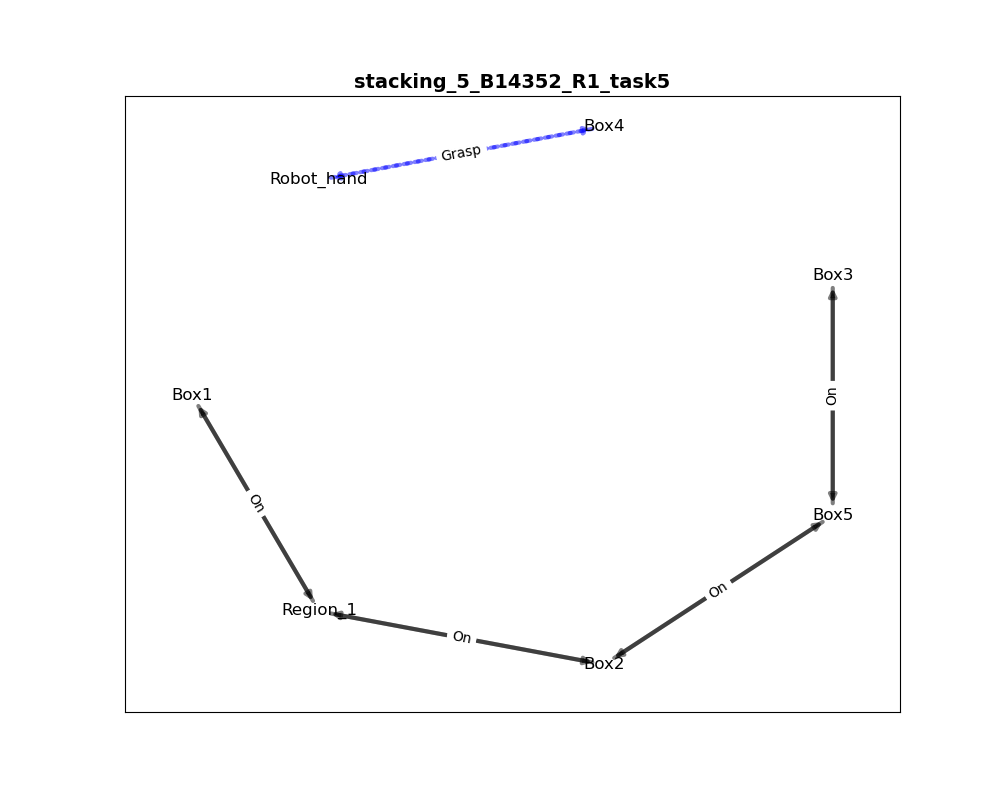 stacking_5_B14352_R1_task5
Box4
Grasp
Robot_hand
Box3
Box1
On
On
Box5
On
Region_1
On
Box2